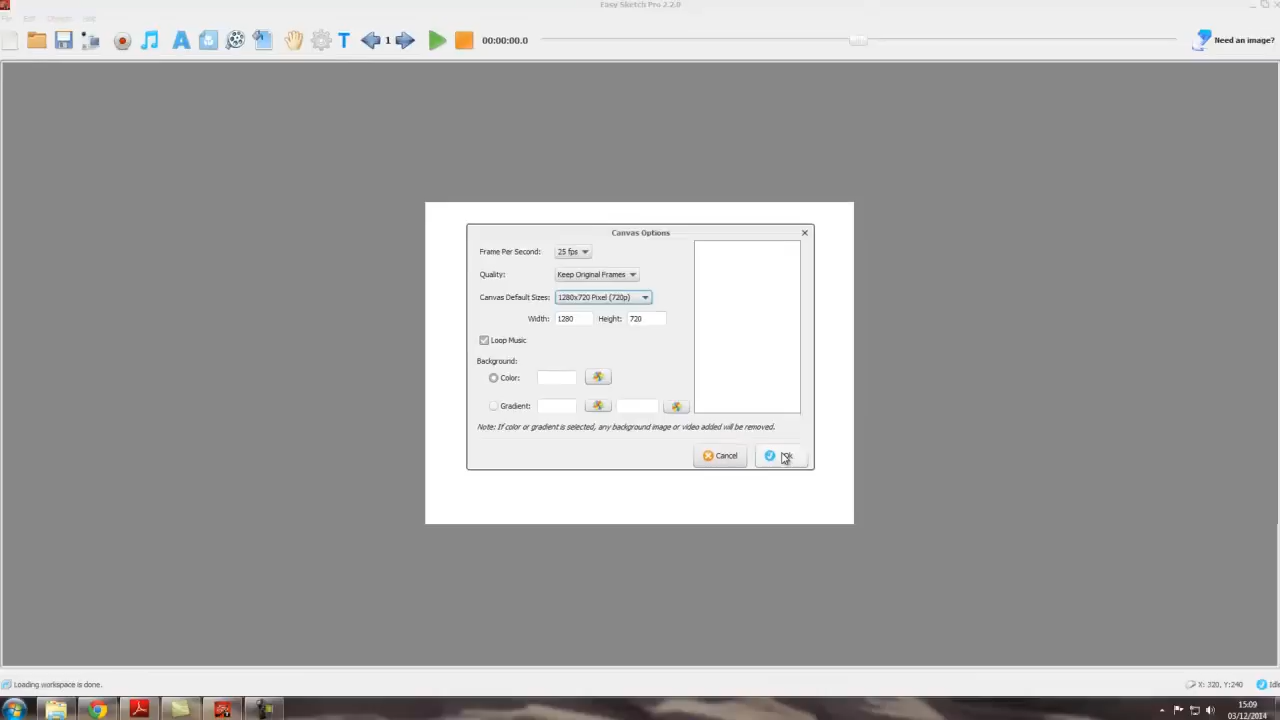 Easy Sketch Pro 2.2.0
1 00:00:00.0 Need an image?
Canvas Options
Frame Per Second: 25 fps
Quality: Keep Original Frames
Canvas Default Sizes: 1280x720 Pixel (720p)
Width: 1280 Height: 720
Loop Music
Background:
Color:
Gradient:
Note: If color or gradient is selected, any background image or video added will be removed.
Cancel
Loading workspace is done. X: 320, Y:240
15:09
03/12/2014